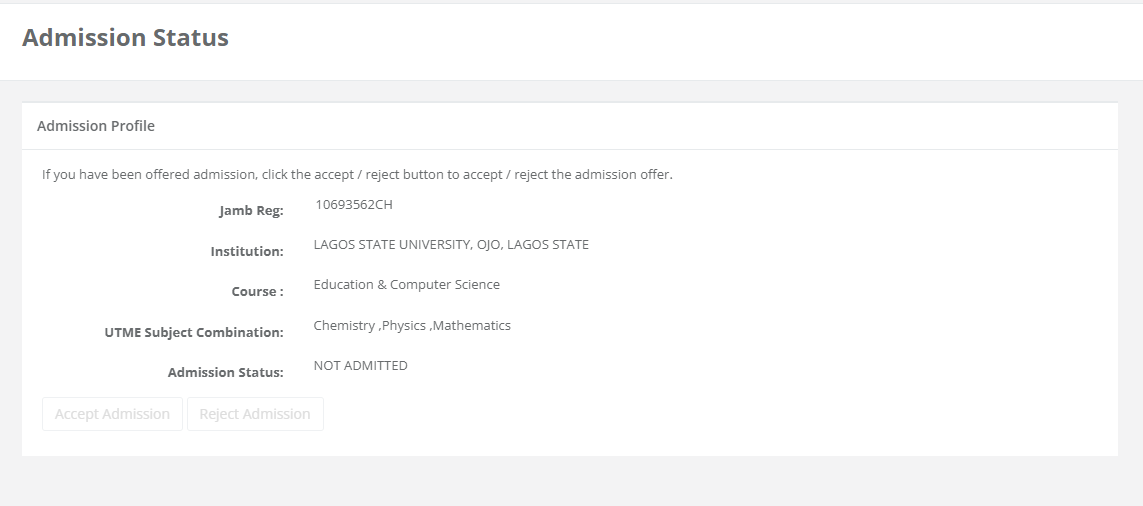 Admission Status
Admission Profile
If you have been offered admission, click the accept / reject button to accept / reject the admission offer.
Jamb Reg: 10693562CH
Institution: LAGOS STATE UNIVERSITY, OJO, LAGOS STATE
Course : Education & Computer Science
UTME Subject Combination: Chemistry ,Physics ,Mathematics
Admission Status: NOT ADMITTED
Accept Admission Reject Admission